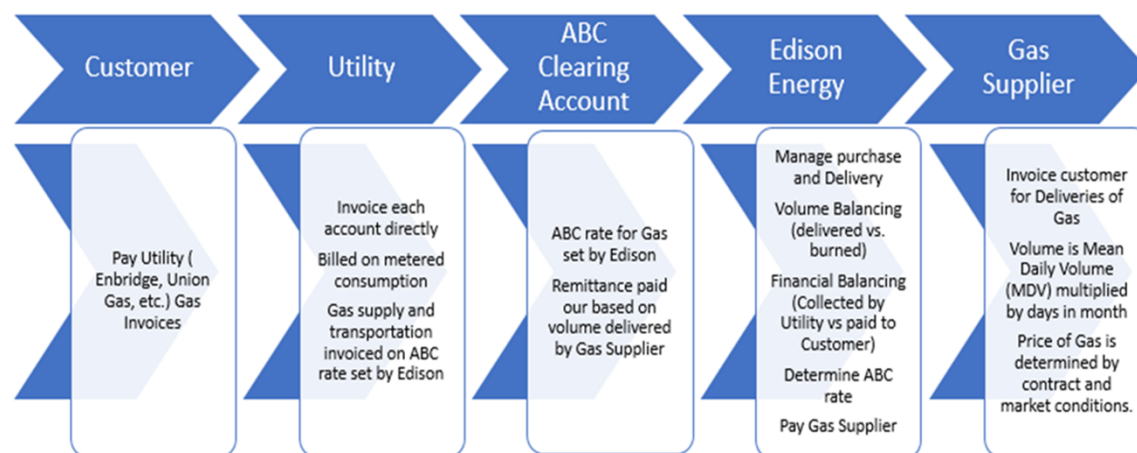 Customer
Utility
ABC
Clearing
Account
Edison
Energy
Gas
Supplier
Pay Utility (
Enbridge, Union
Gas, etc.) Gas
Invoices
Invoice each
account directly
Billed on metered
consumption
Gas supply and
transportation
invoiced on ABC
rate set by Edison
ABC rate for Gas
set by Edison
Remittance paid
our based on
volume delivered
by Gas Supplier
Manage purchase
and Delivery
Volume Balancing
(delivered vs.
burned)
Financial Balancing
(Collected by
Utility vs paid to
Customer)
Determine ABC
rate
Pay Gas Supplier
Invoice customer
for Deliveries of
Gas
Volume is Mean
Daily Volume
(MDV) multiplied
by days in month
Price of Gas is
determined by
contract and
market conditions.